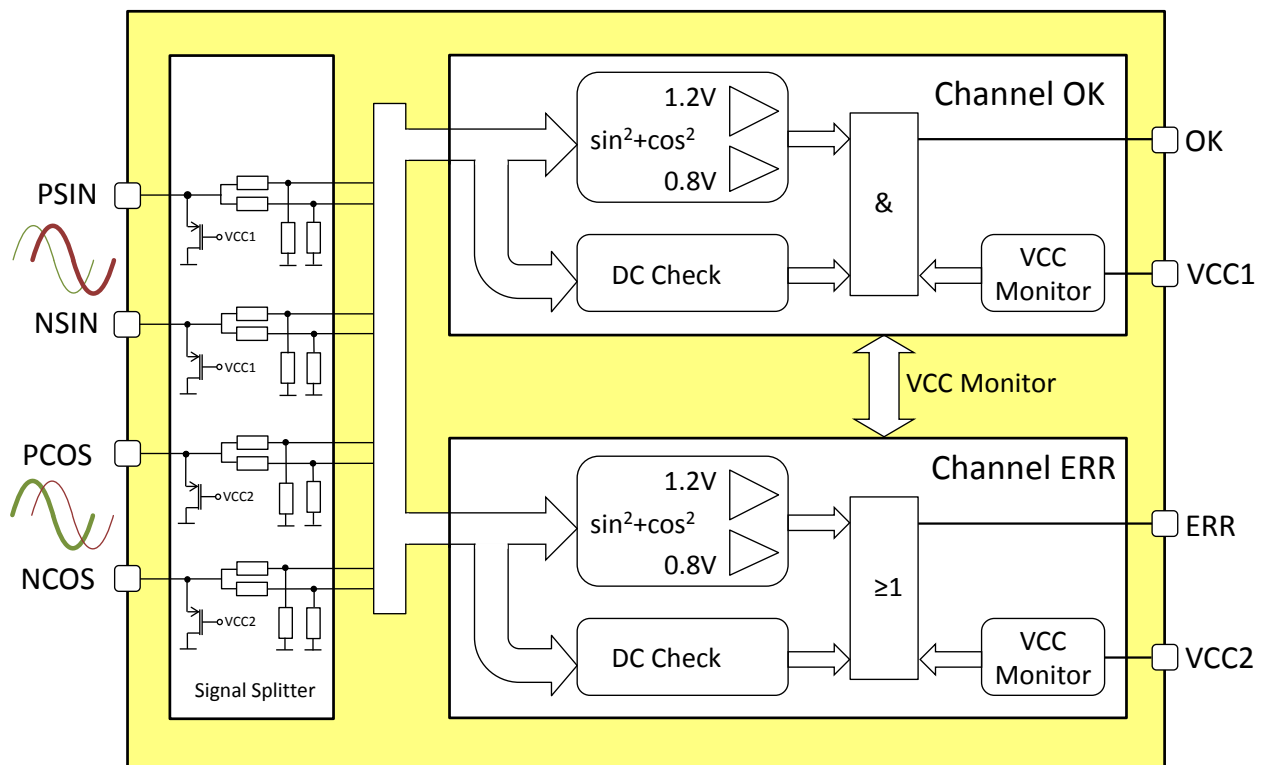 PSIN
VCC1
NSIN
VCC1
PCOS
VCC2
NCOS
VCC2
Signal Splitter
Channel OK
1.2V
sin²+cos²
0.8V
&
DC Check
VCC
Monitor
OK
VCC1
VCC Monitor
Channel ERR
1.2V
sin²+cos²
0.8V
≥1
DC Check
VCC
Monitor
ERR
VCC2